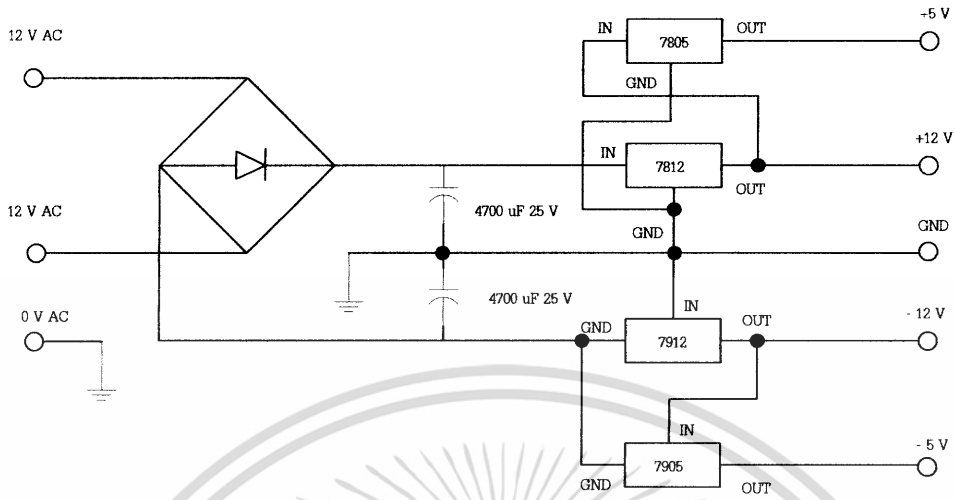 12 V AC
12 V AC
0 V AC
4700 uF 25 V
4700 uF 25 V
IN
7805
OUT
+5 V
GND
IN
7812
OUT
+12 V
GND
GND
IN
GND
7912
OUT
- 12 V
IN
GND
7905
OUT
- 5 V